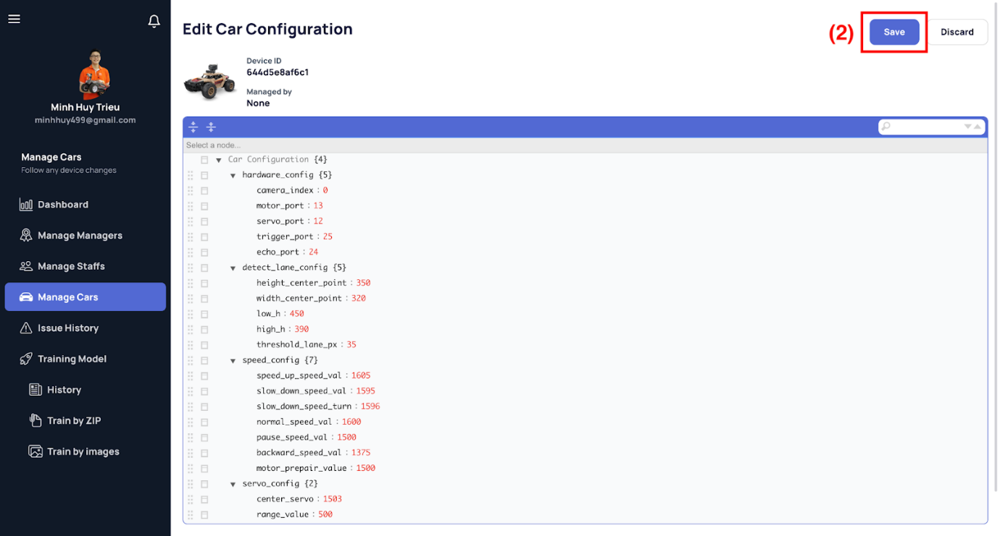 Minh Huy Trieu
minhhuy499@gmail.com
Manage Cars
Follow any device changes
Dashboard
Manage Managers
Manage Staffs
Manage Cars
Issue History
Training Model
History
Train by ZIP
Train by images
Edit Car Configuration
(2)
Save
Discard
Device ID
644d5e8af6c1
Managed by
None
Select a node...
Car Configuration {4}
hardware_config {5}
camera_index : 0
motor_port : 13
servo_port : 12
trigger_port : 25
echo_port : 24
detect_lane_config {5}
height_center_point : 350
width_center_point : 320
low_h : 450
high_h : 390
threshold_lane_px : 35
speed_config {7}
speed_up_speed_val : 1605
slow_down_speed_val : 1595
slow_down_speed_turn : 1596
normal_speed_val : 1600
pause_speed_val : 1500
backward_speed_val : 1375
motor_prepair_value : 1500
servo_config {2}
center_servo : 1503
range_value : 500